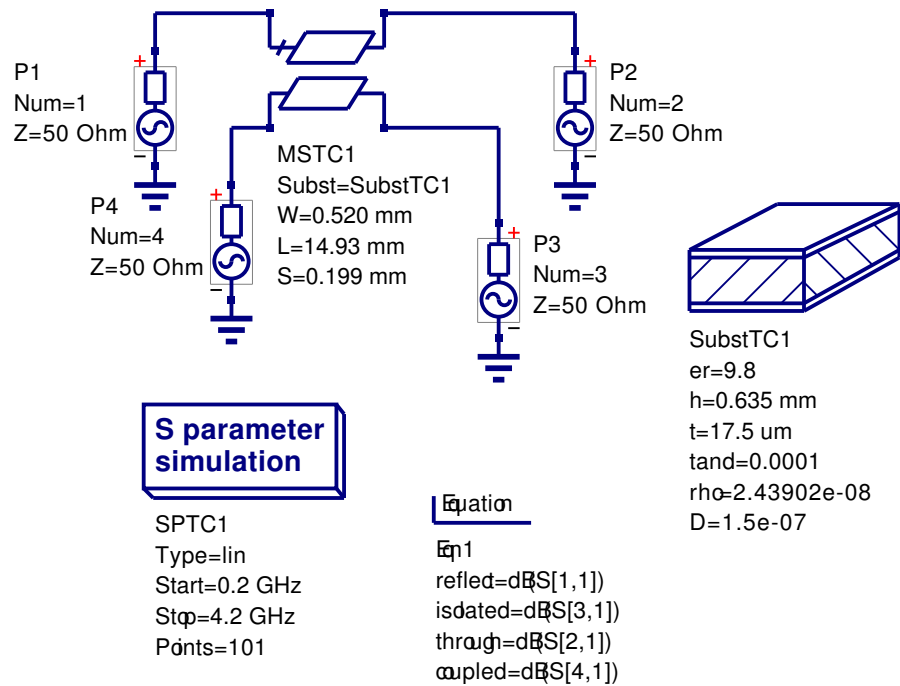 P1
Num=1
Z=50 Ohm
P2
Num=2
Z=50 Ohm
MSTC1
Subst=SubstTC1
W=0.520 mm
L=14.93 mm
S=0.199 mm
P4
Num=4
Z=50 Ohm
P3
Num=3
Z=50 Ohm
SubstTC1
er=9.8
h=0.635 mm
t=17.5 um
tand=0.0001
rho=2.43902e-08
D=1.5e-07
S parameter
simulation
SPTC1
Type=lin
Start=0.2 GHz
Stop=4.2 GHz
Points=101
Equation
Eqn1
reflect=dB(S[1,1])
isolated=dB(S[3,1])
through=dB(S[2,1])
coupled=dB(S[4,1])